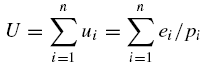 U = \sum_{i=1}^{n} u_i = \sum_{i=1}^{n} e_i / p_i